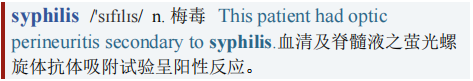 syphilis /'sɪfɪlɪs/ n. 梅毒 This patient had optic
perineuritis secondary to syphilis.血清及脊髓液之萤光螺
旋体抗体吸附试验呈阳性反应。